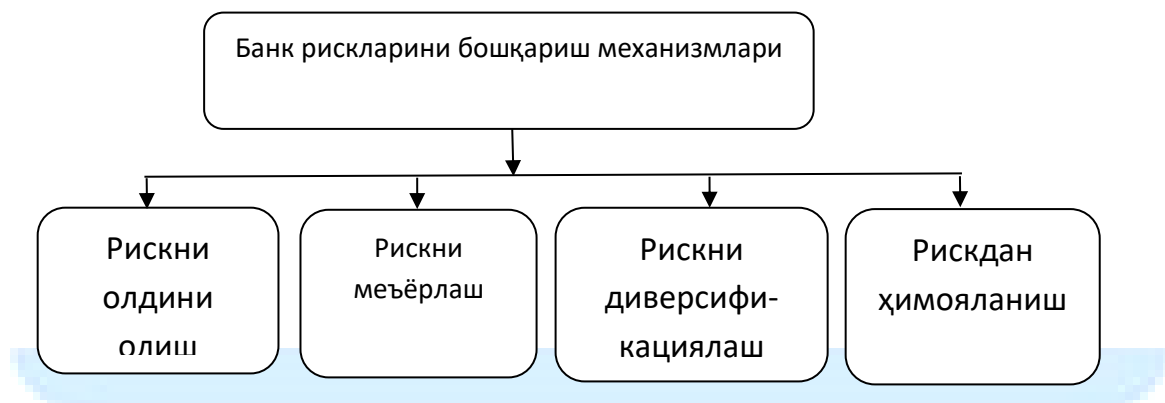 Банк рискларини бошқариш механизмлари
Рискни
олдини
олиш
Рискни
меъёрлаш
Рискни
диверсифи-
кациялаш
Рискдан
ҳимояланиш